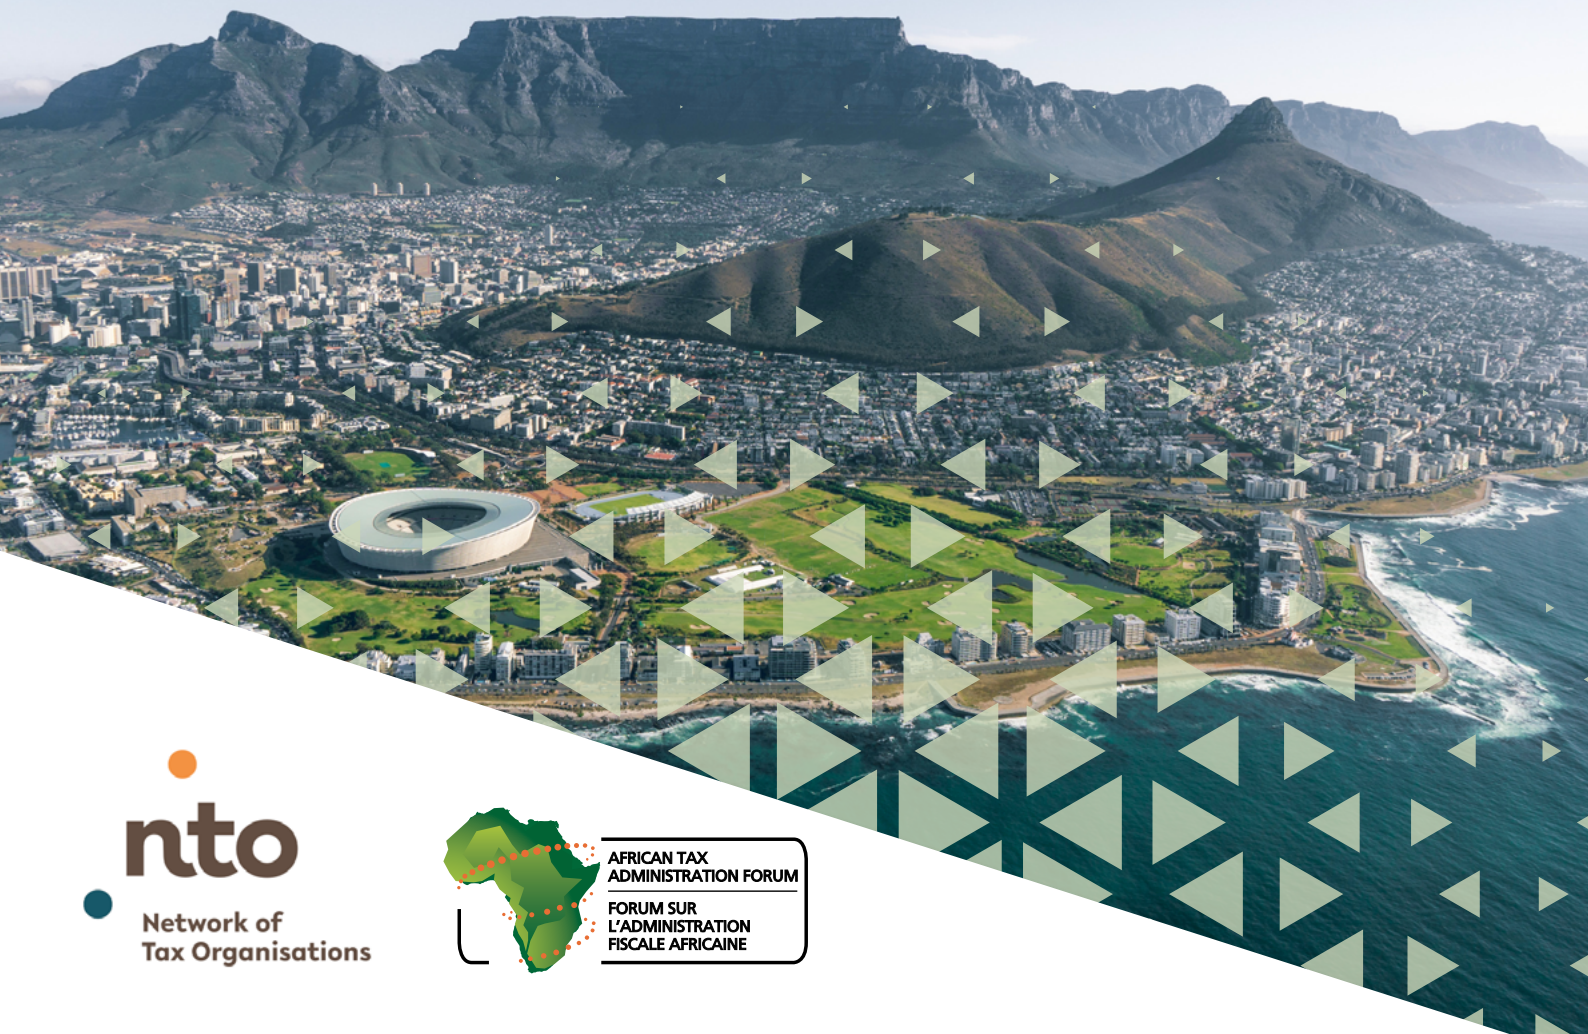 nto
Network of
Tax Organisations
AFRICAN TAX
ADMINISTRATION FORUM
FORUM SUR
L'ADMINISTRATION
FISCALE AFRICAINE